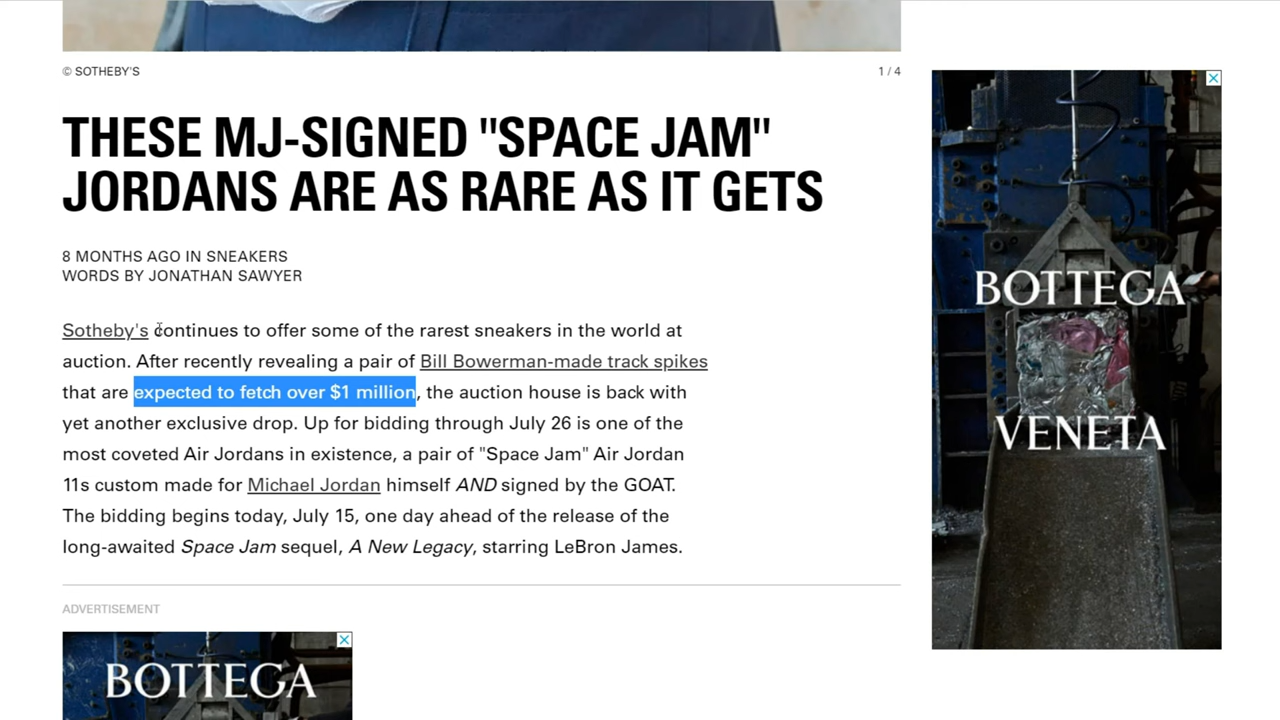 © SOTHEBY'S
1 / 4
THESE MJ-SIGNED "SPACE JAM"
JORDANS ARE AS RARE AS IT GETS
8 MONTHS AGO IN SNEAKERS
WORDS BY JONATHAN SAWYER
Sotheby's continues to offer some of the rarest sneakers in the world at
auction. After recently revealing a pair of Bill Bowerman-made track spikes
that are expected to fetch over $1 million, the auction house is back with
yet another exclusive drop. Up for bidding through July 26 is one of the
most coveted Air Jordans in existence, a pair of "Space Jam" Air Jordan
11s custom made for Michael Jordan himself AND signed by the GOAT.
The bidding begins today, July 15, one day ahead of the release of the
long-awaited Space Jam sequel, A New Legacy, starring LeBron James.
ADVERTISEMENT
BOTTEGA
BOTTEGA
VENETA